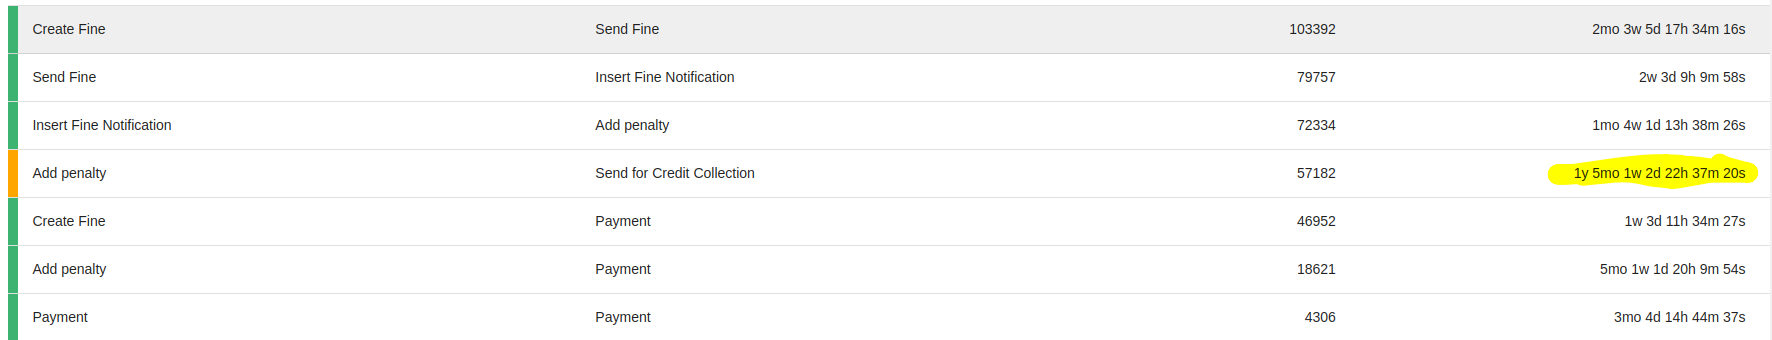 Create Fine Send Fine 103392 2mo 3w 5d 17h 34m 16s
Send Fine Insert Fine Notification 79757 2w 3d 9h 9m 58s
Insert Fine Notification Add penalty 72334 1mo 4w 1d 13h 38m 26s
Add penalty Send for Credit Collection 57182 1y 5mo 1w 2d 22h 37m 20s
Create Fine Payment 46952 1w 3d 11h 34m 27s
Add penalty Payment 18621 5mo 1w 1d 20h 9m 54s
Payment Payment 4306 3mo 4d 14h 44m 37s